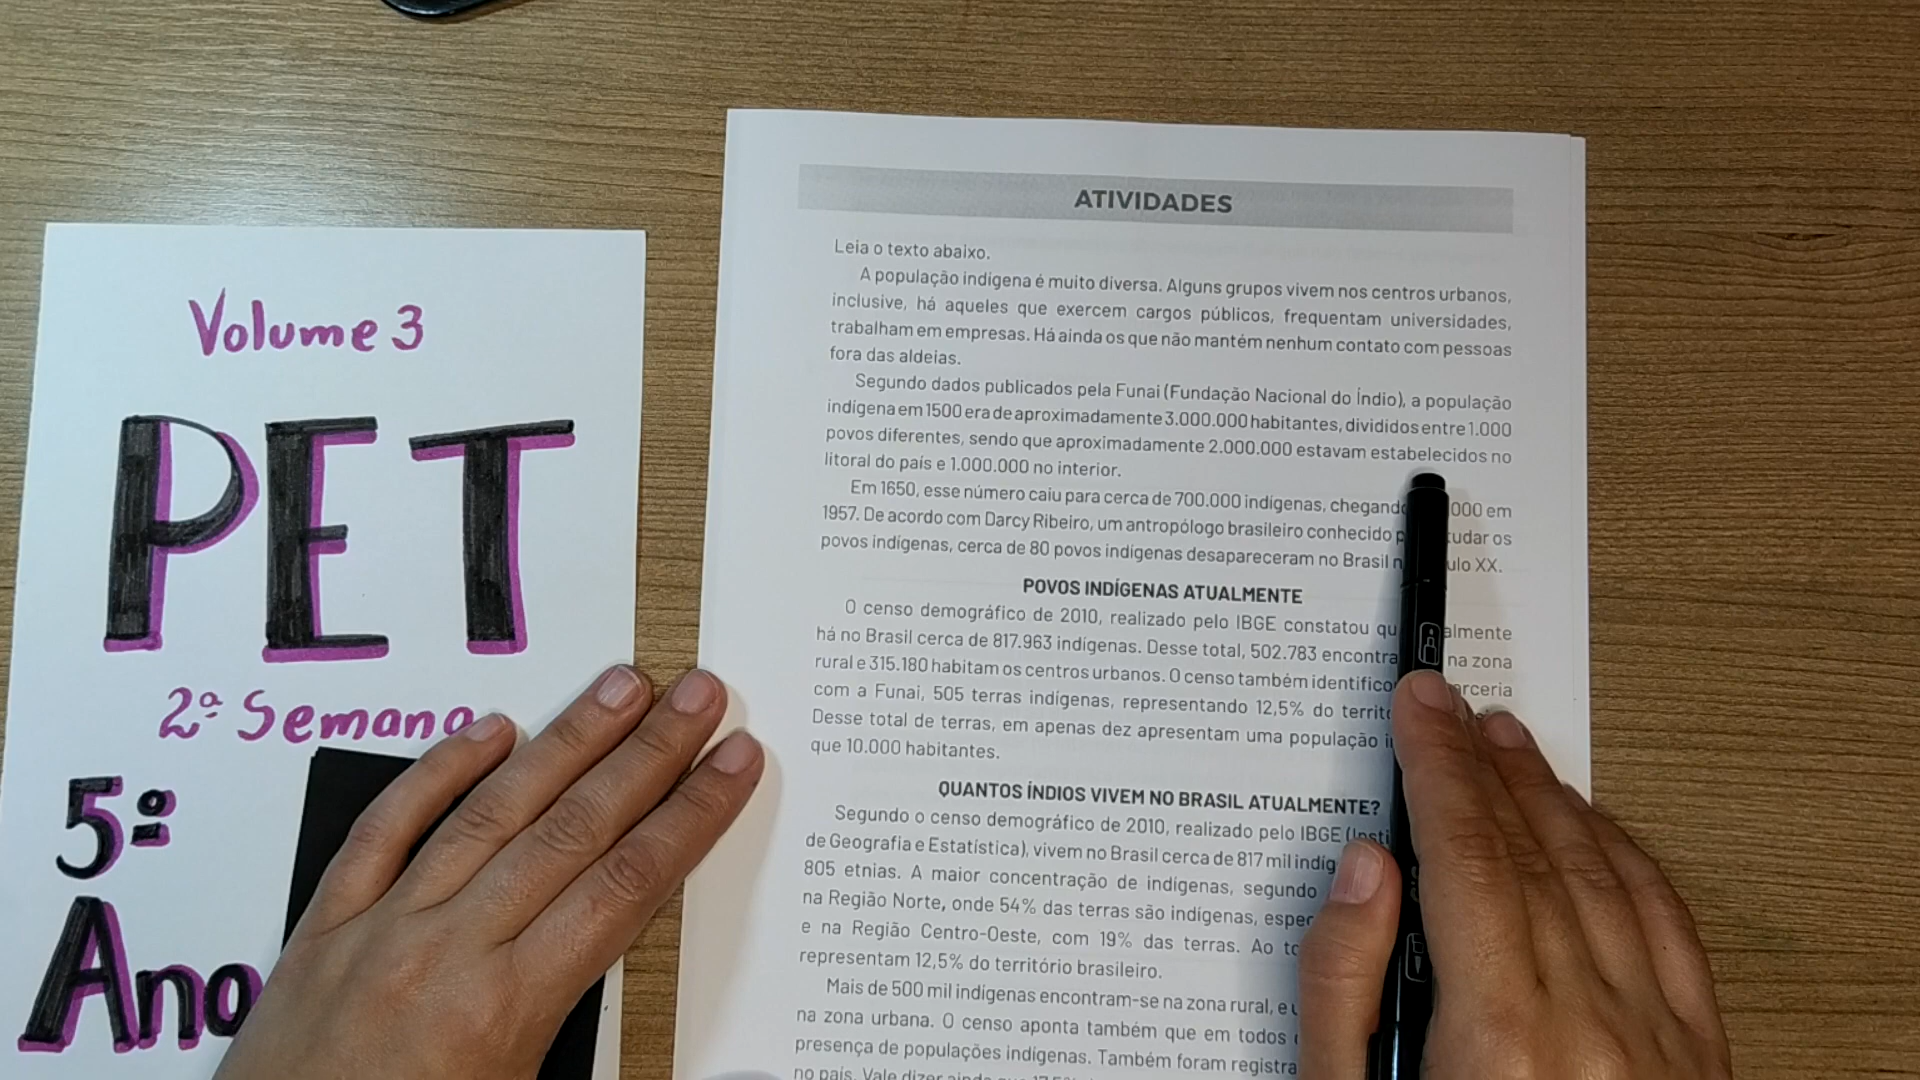 Volume 3
PET
2ª Semana
5º
Ano
ATIVIDADES
Leia o texto abaixo.
A população indígena é muito diversa. Alguns grupos vivem nos centros urbanos,
inclusive, há aqueles que exercem cargos públicos, frequentam universidades,
trabalham em empresas. Há ainda os que não mantém nenhum contato com pessoas
fora das aldeias.
Segundo dados publicados pela Funai (Fundação Nacional do Índio), a população
indígena em 1500 era de aproximadamente 3.000.000 habitantes, divididos entre 1.000
povos diferentes, sendo que aproximadamente 2.000.000 estavam estabelecidos no
litoral do país e 1.000.000 no interior.
Em 1650, esse número caiu para cerca de 700.000 indígenas, 000 em
1957. De acordo com Darcy Ribeiro, um antropólogo brasileiro conhecido os
povos indígenas, cerca de 80 povos indígenas desapareceram no Brasil XX.
POVOS INDÍGENAS ATUALMENTE
O censo demográfico de 2010, realizado pelo IBGE constatou
há no Brasil cerca de 817.963 indígenas. Desse total, 502.783 na zona
rural e 315.180 habitam os centros urbanos. O censo também
com a Funai, 505 terras indígenas, representando 12,5% do
Desse total de terras, em apenas dez apresentam uma população
que 10.000 habitantes.
QUANTOS ÍNDIOS VIVEM NO BRASIL ATUALMENTE?
Segundo o censo demográfico de 2010, realizado pelo IBGE
de Geografia e Estatística), vivem no Brasil cerca de 817 mil
805 etnias. A maior concentração de indígenas, segundo
na Região Norte, onde 54% das terras são indígenas,
e na Região Centro-Oeste, com 19% das terras. Ao
representam 12,5% do território brasileiro.
Mais de 500 mil indígenas encontram-se na zona rural, e
na zona urbana. O censo aponta também que em todos
presença de populações indígenas. Também foram
no país. Vale dizer